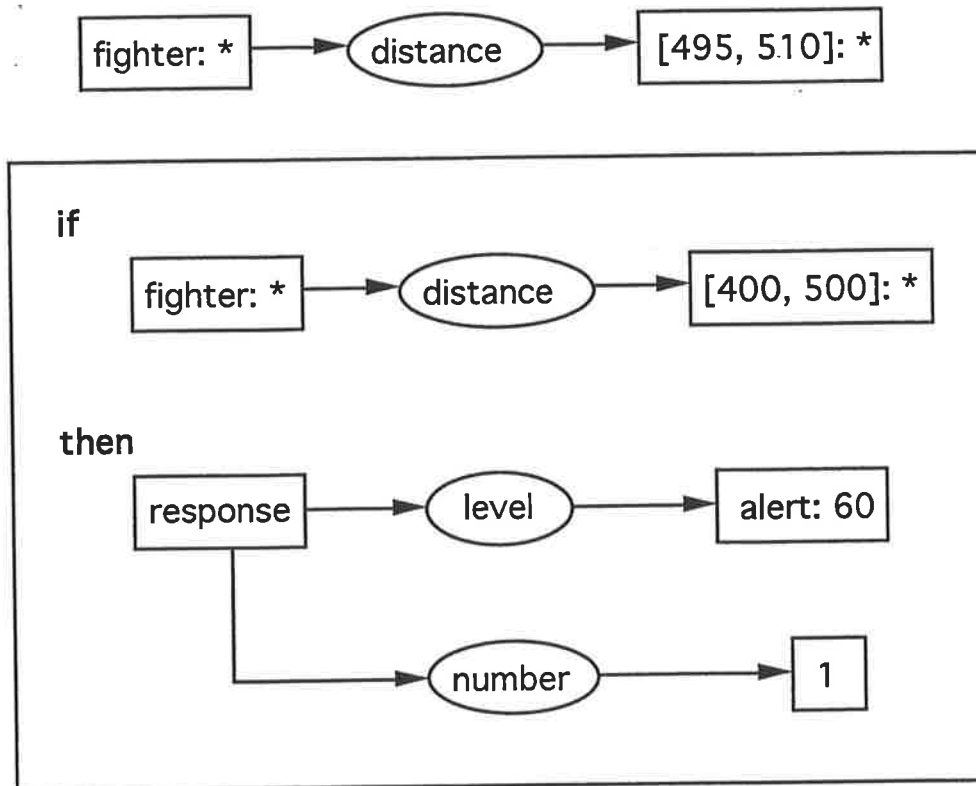 fighter: * distance [495, 510]: *
if
fighter: * distance [400, 500]: *
then
response level alert: 60
number 1